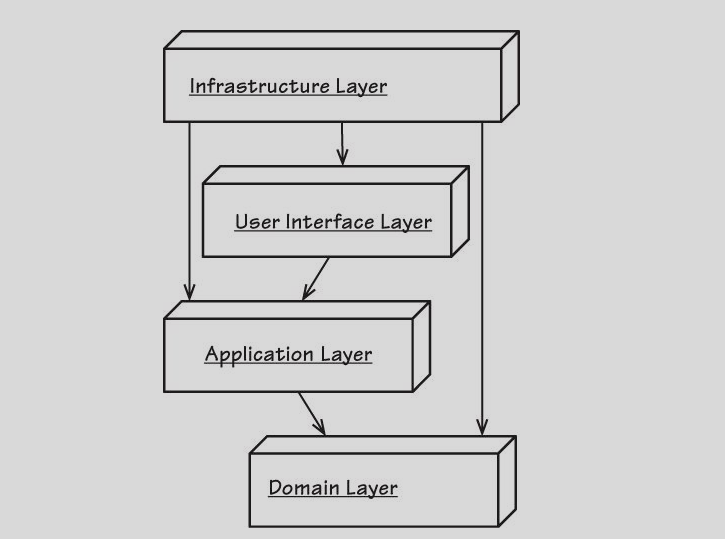 Infrastructure Layer
User Interface Layer
Application Layer
Domain Layer